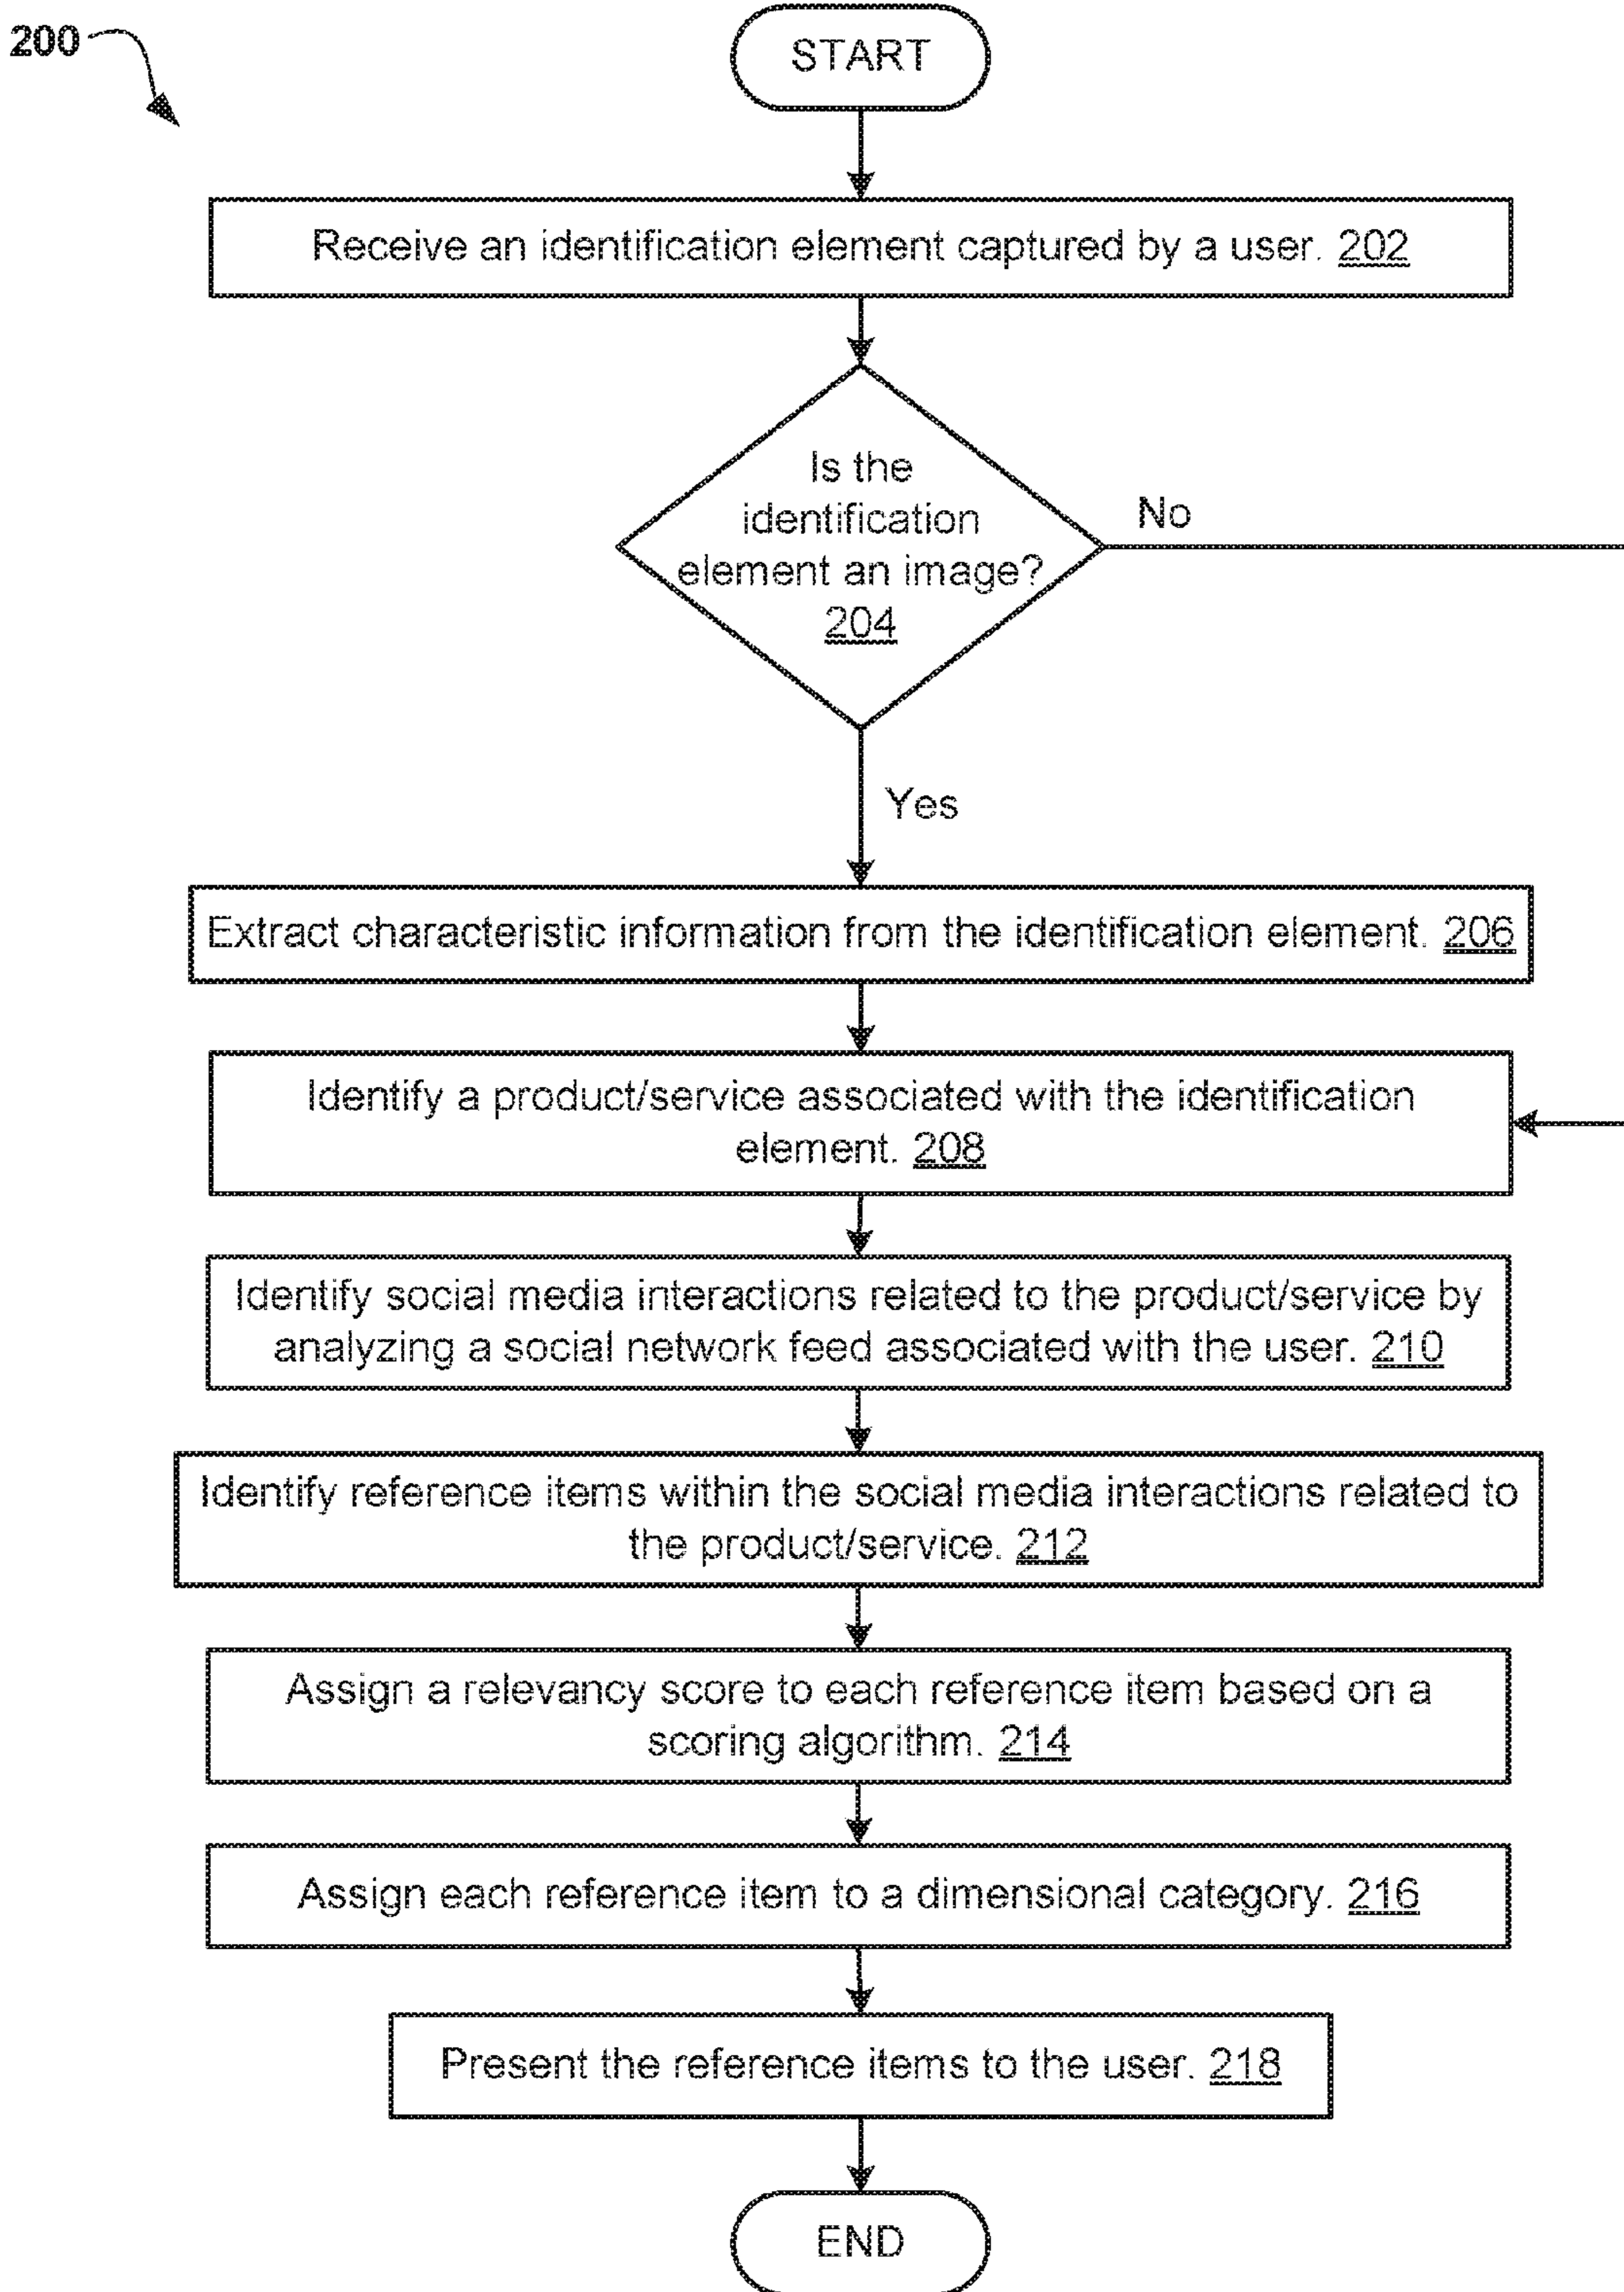 200
START
Receive an identification element captured by a user. 202
Is the
identification
element an image?
204
No
Yes
Extract characteristic information from the identification element. 206
Identify a product/service associated with the identification
element. 208
Identify social media interactions related to the product/service by
analyzing a social network feed associated with the user. 210
Identify reference items within the social media interactions related to
the product/service. 212
Assign a relevancy score to each reference item based on a
scoring algorithm. 214
Assign each reference item to a dimensional category. 216
Present the reference items to the user. 218
END